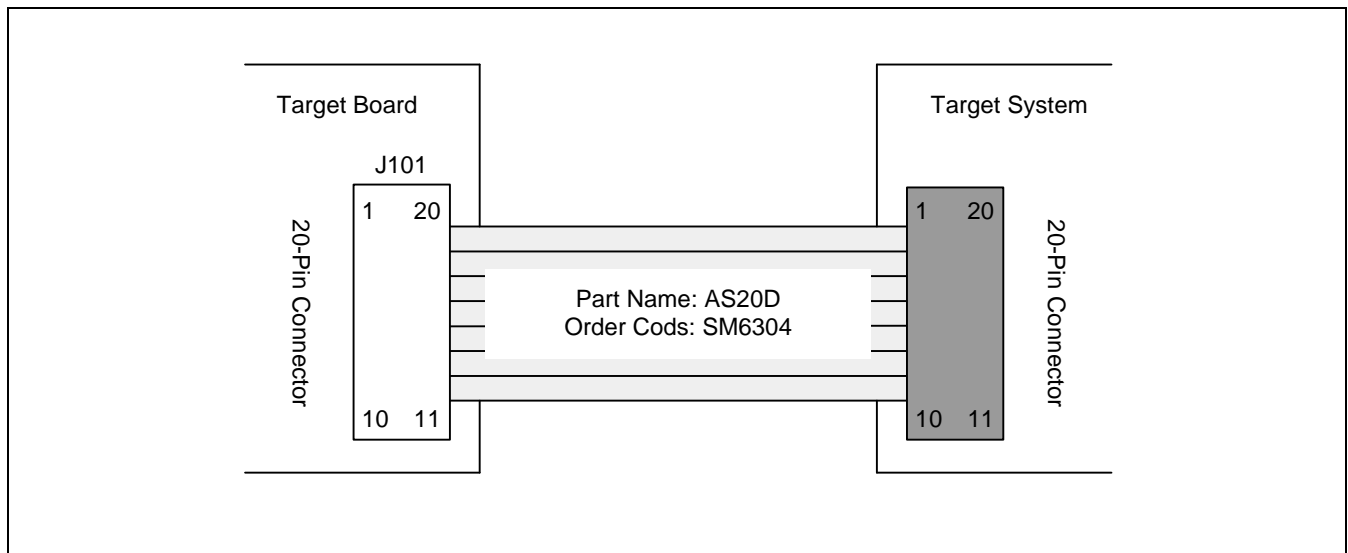 Target Board
Target System
J101
1 20
1 20
20-Pin Connector
20-Pin Connector
Part Name: AS20D
Order Cods: SM6304
10 11
10 11